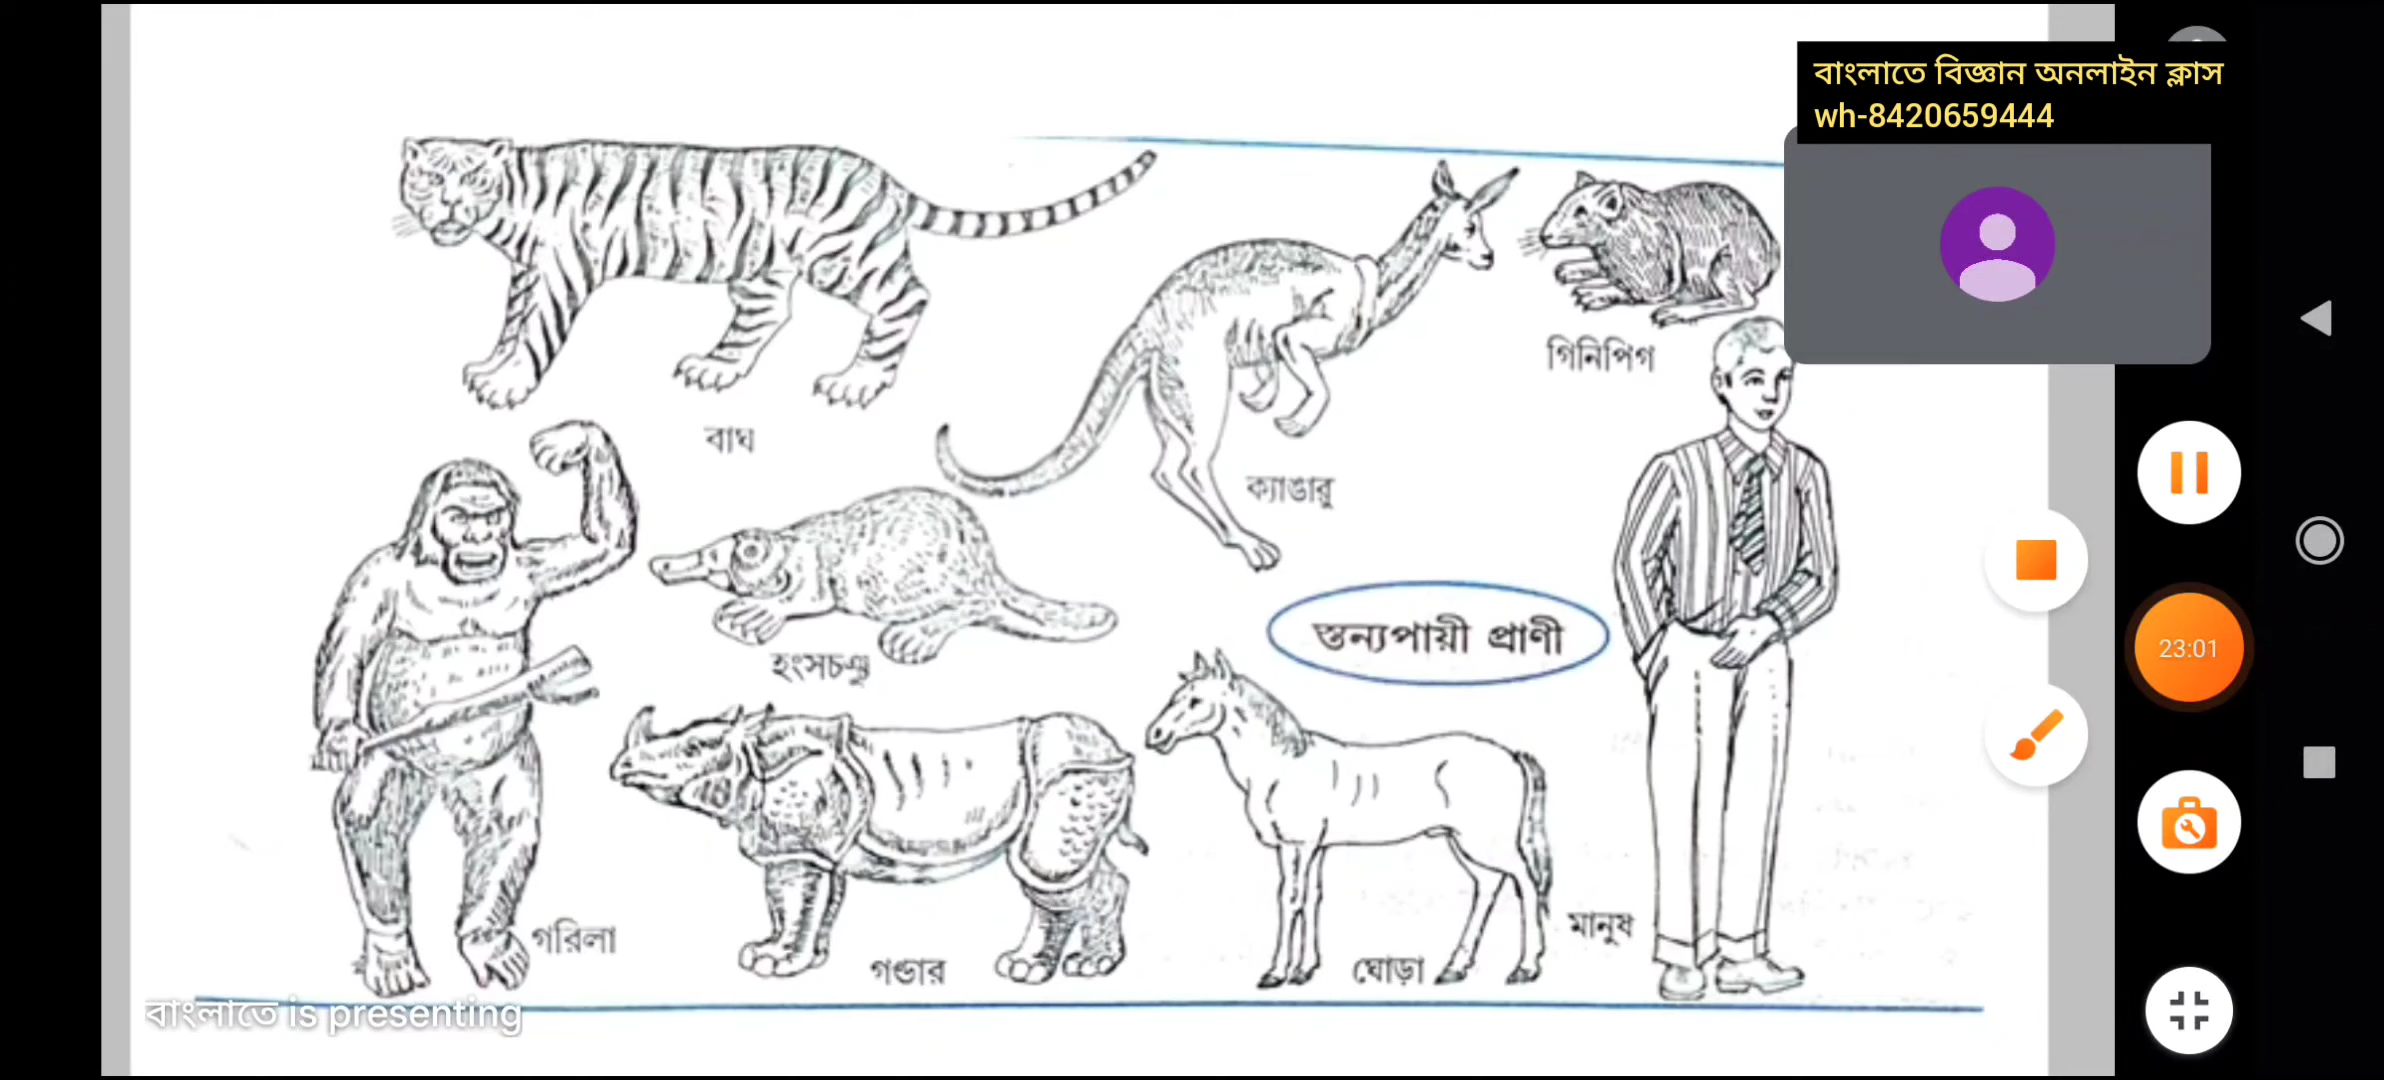 বাংলাতে বিজ্ঞান অনলাইন ক্লাস
wh-8420659444
গিনিপিগ
বাঘ
ক্যাঙারু
স্তন্যপায়ী প্রাণী
হংসচঞ্চু
23:01
গরিলা
মানুষ
গণ্ডার
ঘোড়া
বাংলাতে is presenting